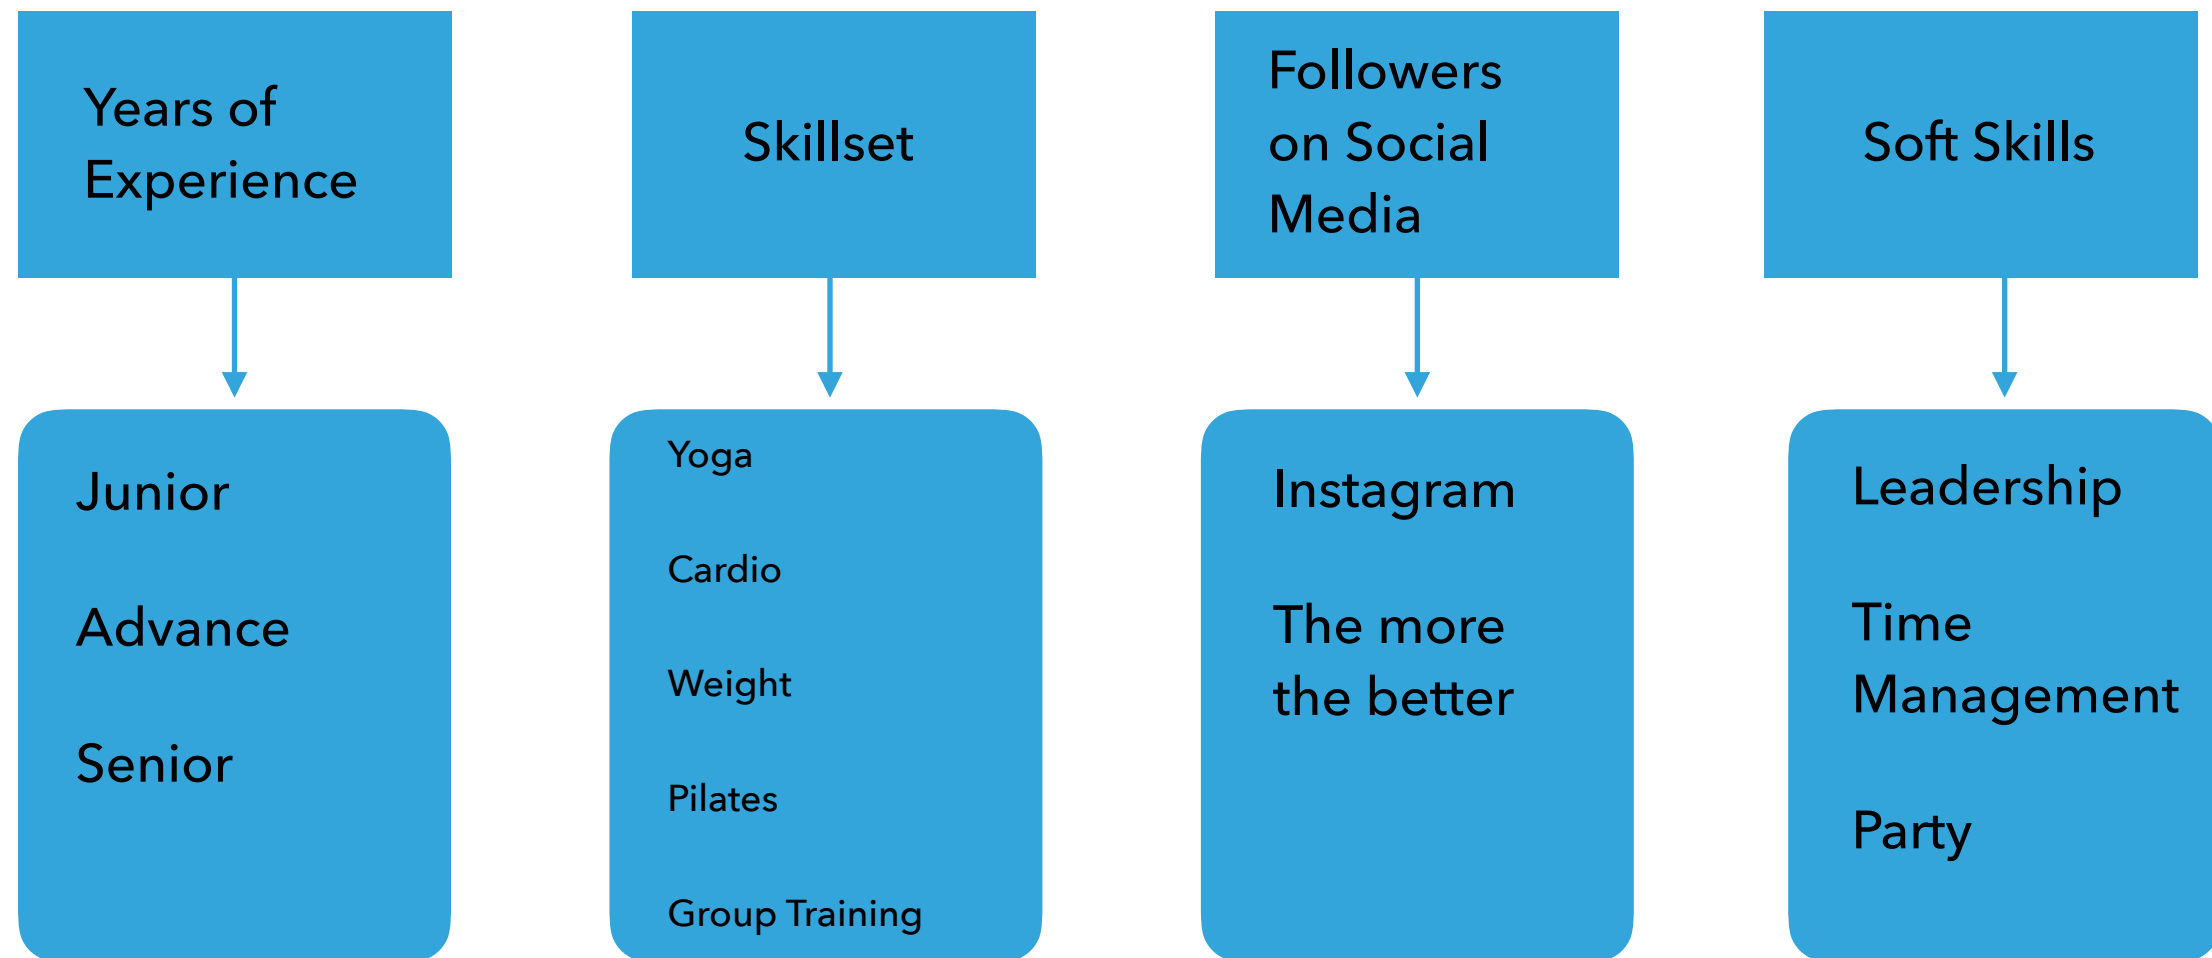 Years of
Experience
Skillset
Followers
on Social
Media
Soft Skills
Junior
Advance
Senior
Yoga
Cardio
Weight
Pilates
Group Training
Instagram
The more
the better
Leadership
Time
Management
Party